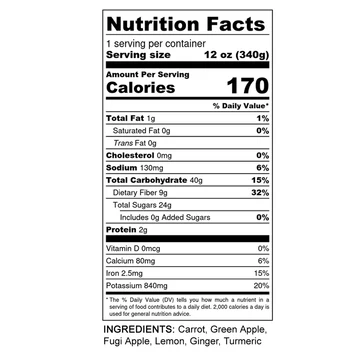 Nutrition Facts
1 serving per container
Serving size 12 oz (340g)
Amount Per Serving
Calories 170
% Daily Value*
Total Fat 1g 1%
Saturated Fat 0g 0%
Trans Fat 0g
Cholesterol 0mg 0%
Sodium 130mg 6%
Total Carbohydrate 40g 15%
Dietary Fiber 9g 32%
Total Sugars 24g
Includes 0g Added Sugars 0%
Protein 2g
Vitamin D 0mcg 0%
Calcium 80mg 6%
Iron 2.5mg 15%
Potassium 840mg 20%
* The % Daily Value (DV) tells you how much a nutrient in a
serving of food contributes to a daily diet. 2,000 calories a day is
used for general nutrition advice.
INGREDIENTS: Carrot, Green Apple,
Fugi Apple, Lemon, Ginger, Turmeric